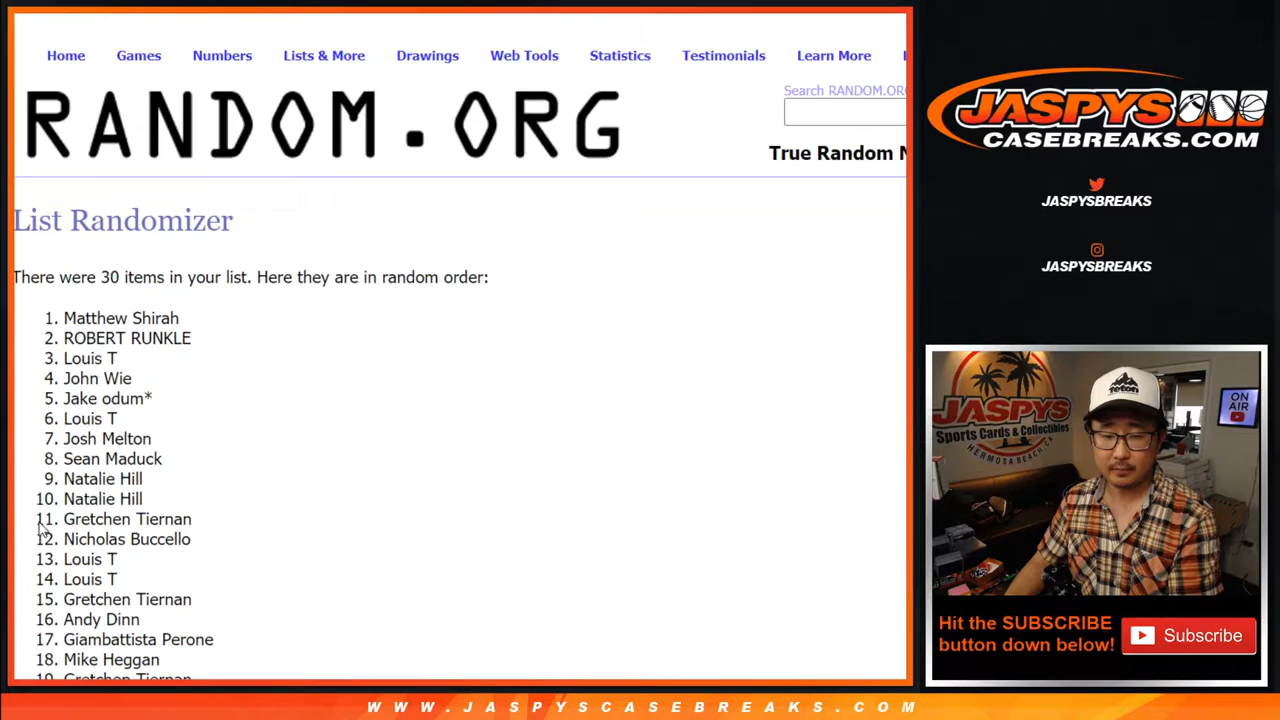 Home Games Numbers Lists & More Drawings Web Tools Statistics Testimonials Learn More
RANDOM.ORG
Search RANDOM.ORG
True Random N
List Randomizer
There were 30 items in your list. Here they are in random order:
1. Matthew Shirah
2. ROBERT RUNKLE
3. Louis T
4. John Wie
5. Jake odum*
6. Louis T
7. Josh Melton
8. Sean Maduck
9. Natalie Hill
10. Natalie Hill
11. Gretchen Tiernan
12. Nicholas Buccello
13. Louis T
14. Louis T
15. Gretchen Tiernan
16. Andy Dinn
17. Giambattista Perone
18. Mike Heggan
19. Gretchen Tiernan
JASPYS
CASEBREAKS.COM
JASPYSBREAKS
JASPYSBREAKS
JASPYS
Sports Cards & Collectibles
HERMOSA BEACH, CA
teton
ON
AIR
Hit the SUBSCRIBE
button down below!
Subscribe
WWW.JASPYSCASEBREAKS.COM